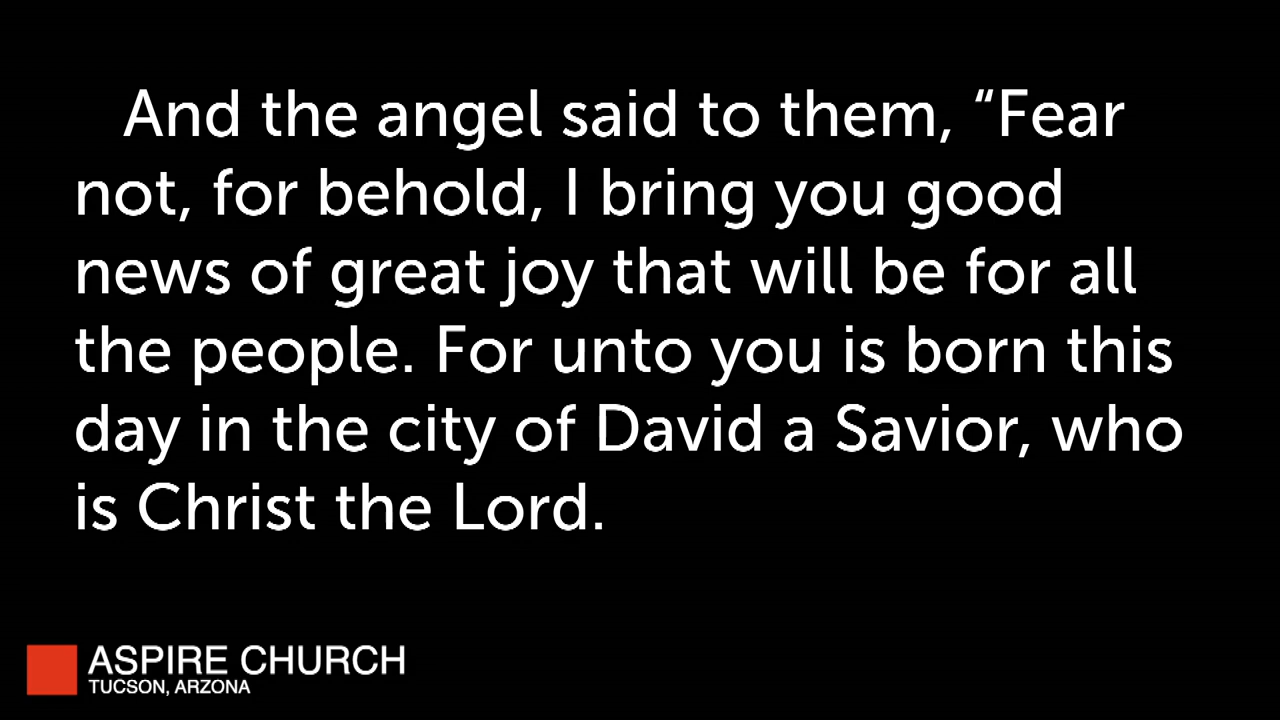 And the angel said to them, “Fear
not, for behold, I bring you good
news of great joy that will be for all
the people. For unto you is born this
day in the city of David a Savior, who
is Christ the Lord.
ASPIRE CHURCH
TUCSON, ARZONA